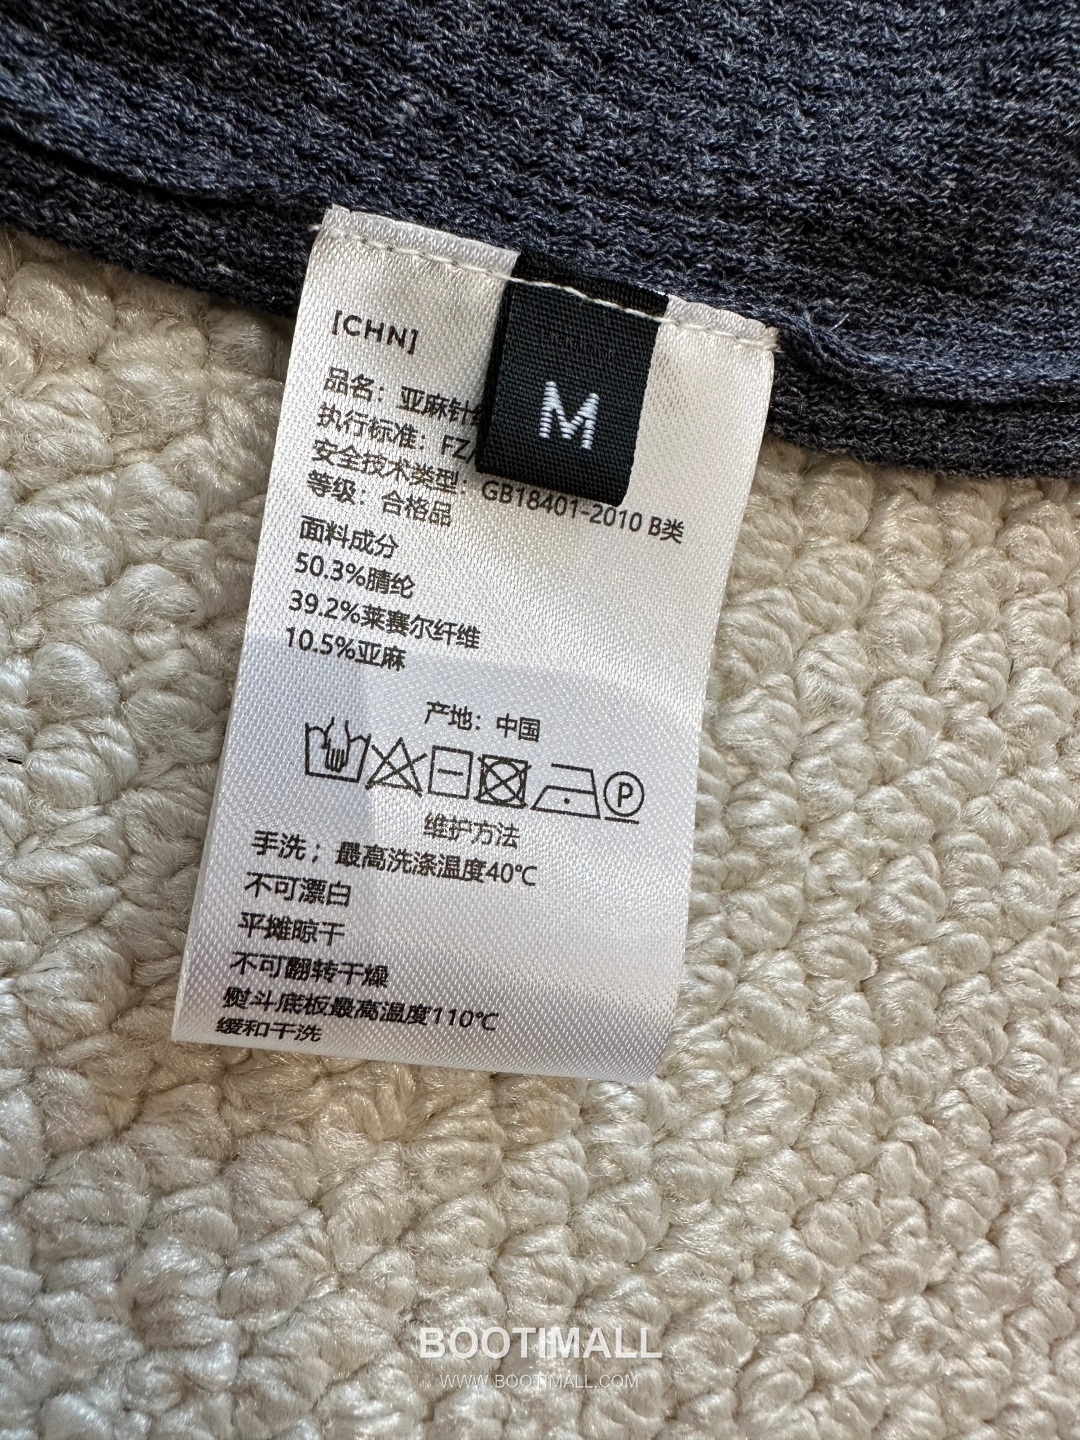 [CHN]
M
品名：亚麻针
执行标准：FZ/
安全技术类型：GB18401-2010 B类
等级：合格品
面料成分
50.3%腈纶
39.2%莱赛尔纤维
10.5%亚麻
产地：中国
P
维护方法
手洗；最高洗涤温度40℃
不可漂白
平摊晾干
不可翻转干燥
熨斗底板最高温度110℃
缓和干洗
BOOTIMALL
WWW.BOOTIMALL.COM